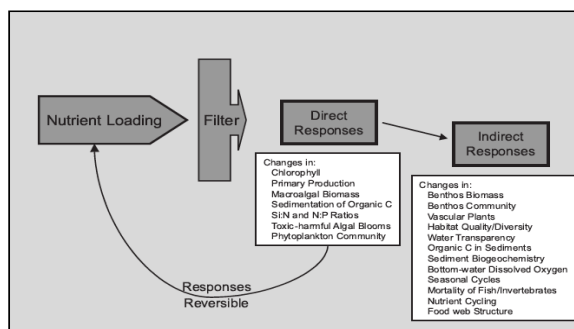 Nutrient Loading
Filter
Direct
Responses
Indirect
Responses
Changes in:
Chlorophyll
Primary Production
Macroalgal Biomass
Sedimentation of Organic C
Si:N and N:P Ratios
Toxic-harmful Algal Blooms
Phytoplankton Community
Changes in:
Benthos Biomass
Benthos Community
Vascular Plants
Habitat Quality/Diversity
Water Transparency
Organic C in Sediments
Sediment Biogeochemistry
Bottom-water Dissolved Oxygen
Seasonal Cycles
Mortality of Fish/Invertebrates
Nutrient Cycling
Food web Structure
Responses
Reversible